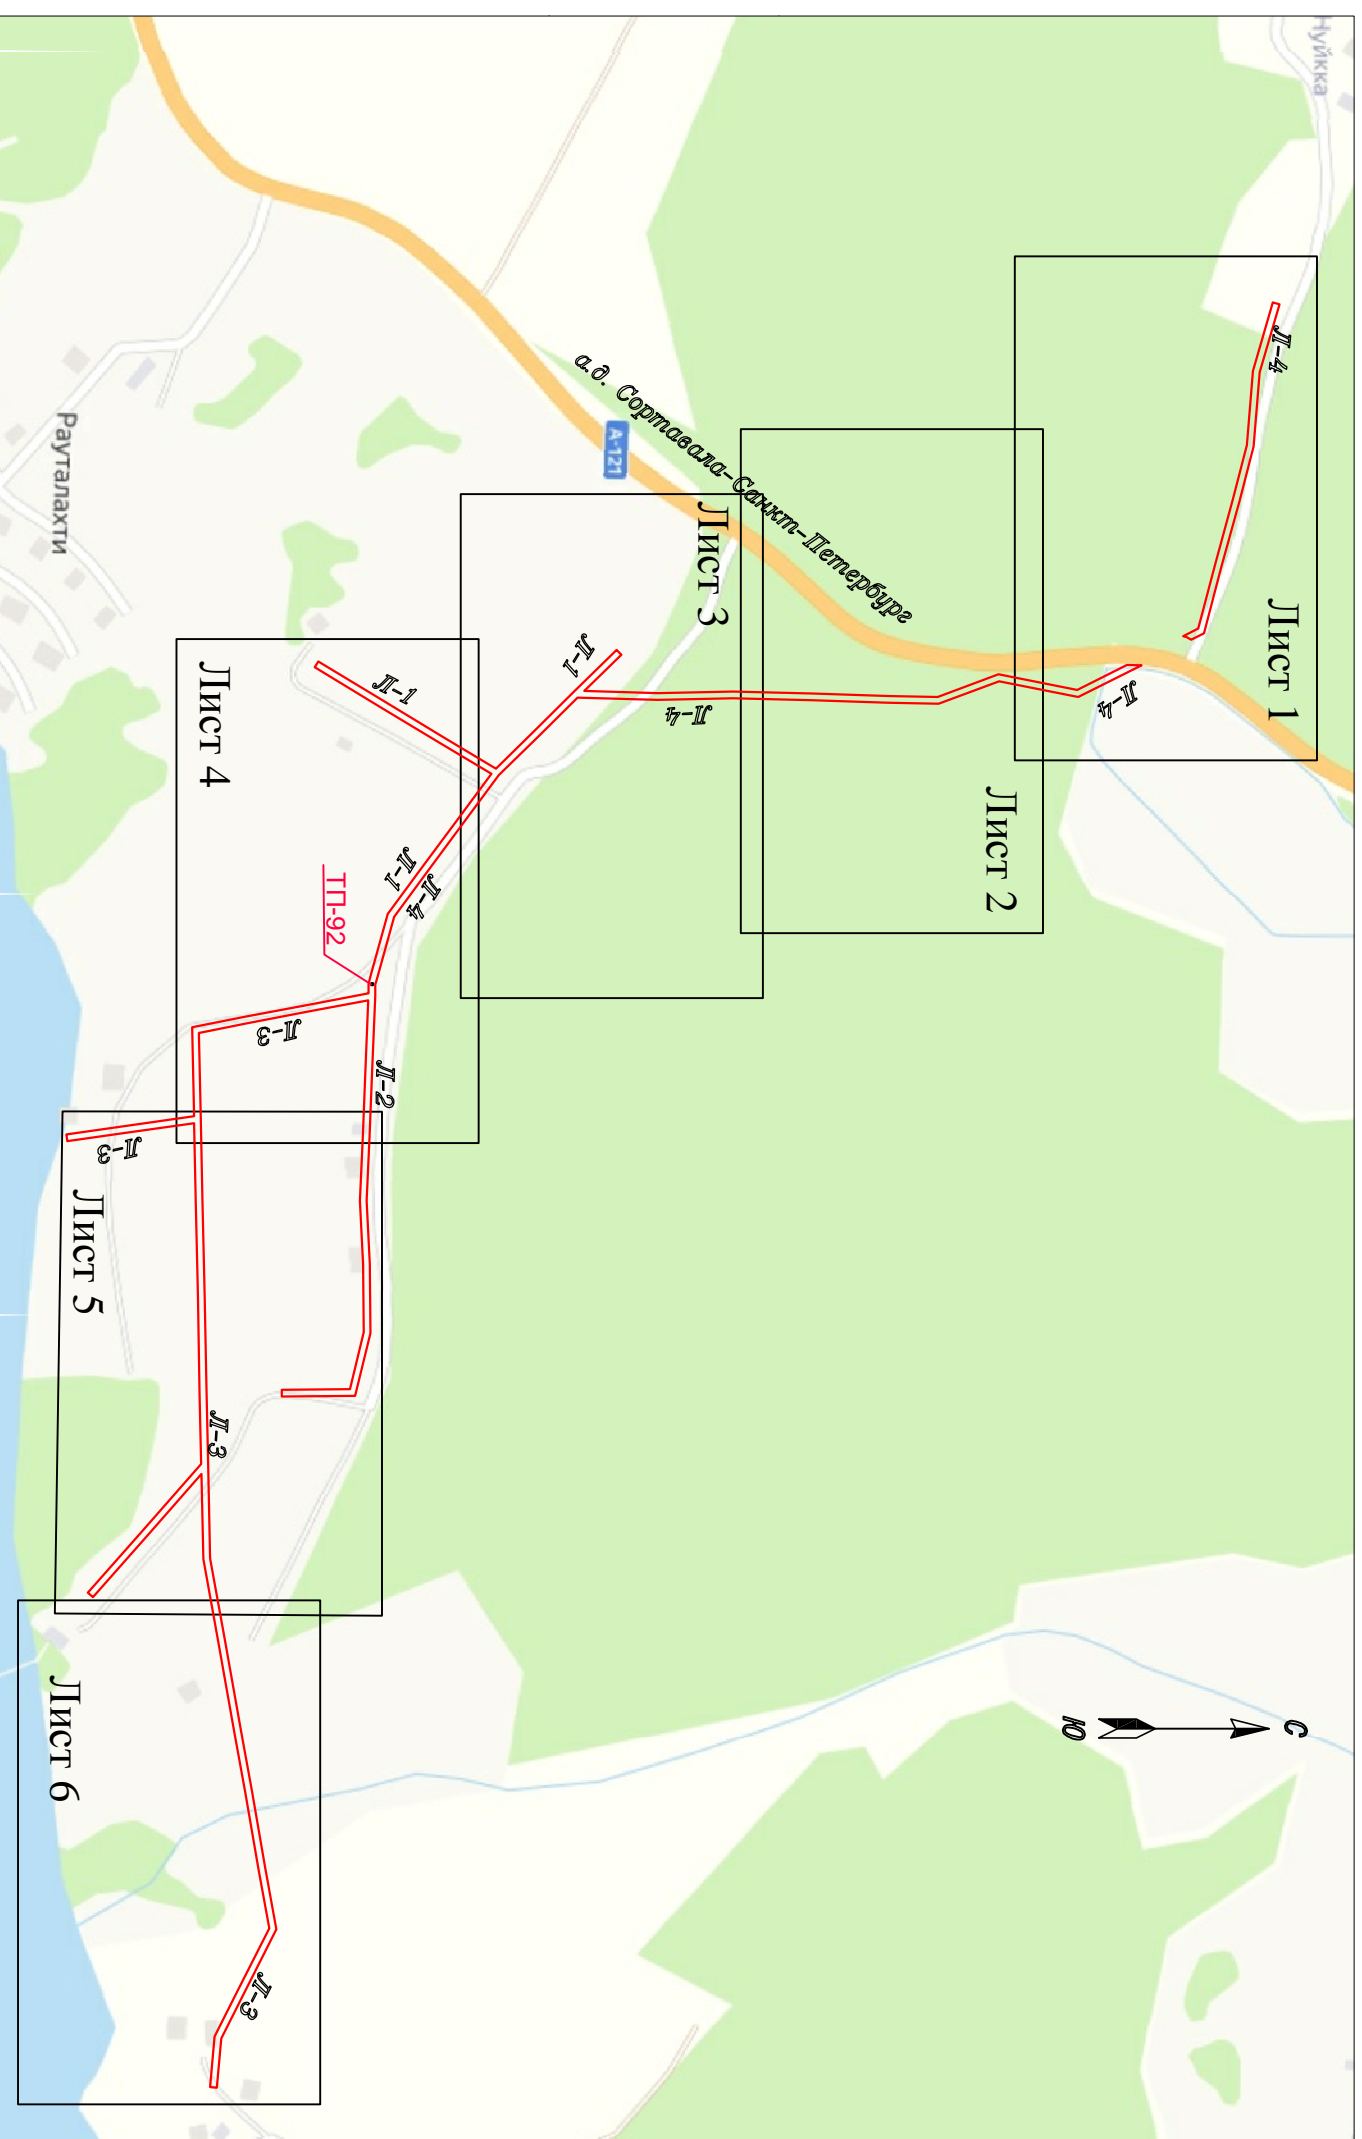 Нуйкка
Л-4
Лист 1
а.д. Сортавала-Санкт-Петербург
А-121
Л-4
Лист 2
Лист 3
Л-1
Л-4
Раyталахти
Лист 4
Л-1
Л-1
Л-4
ТП-92
Л-3
Л-2
Л-3
Лист 5
Л-3
Лист 6
Л-3
С
Ю